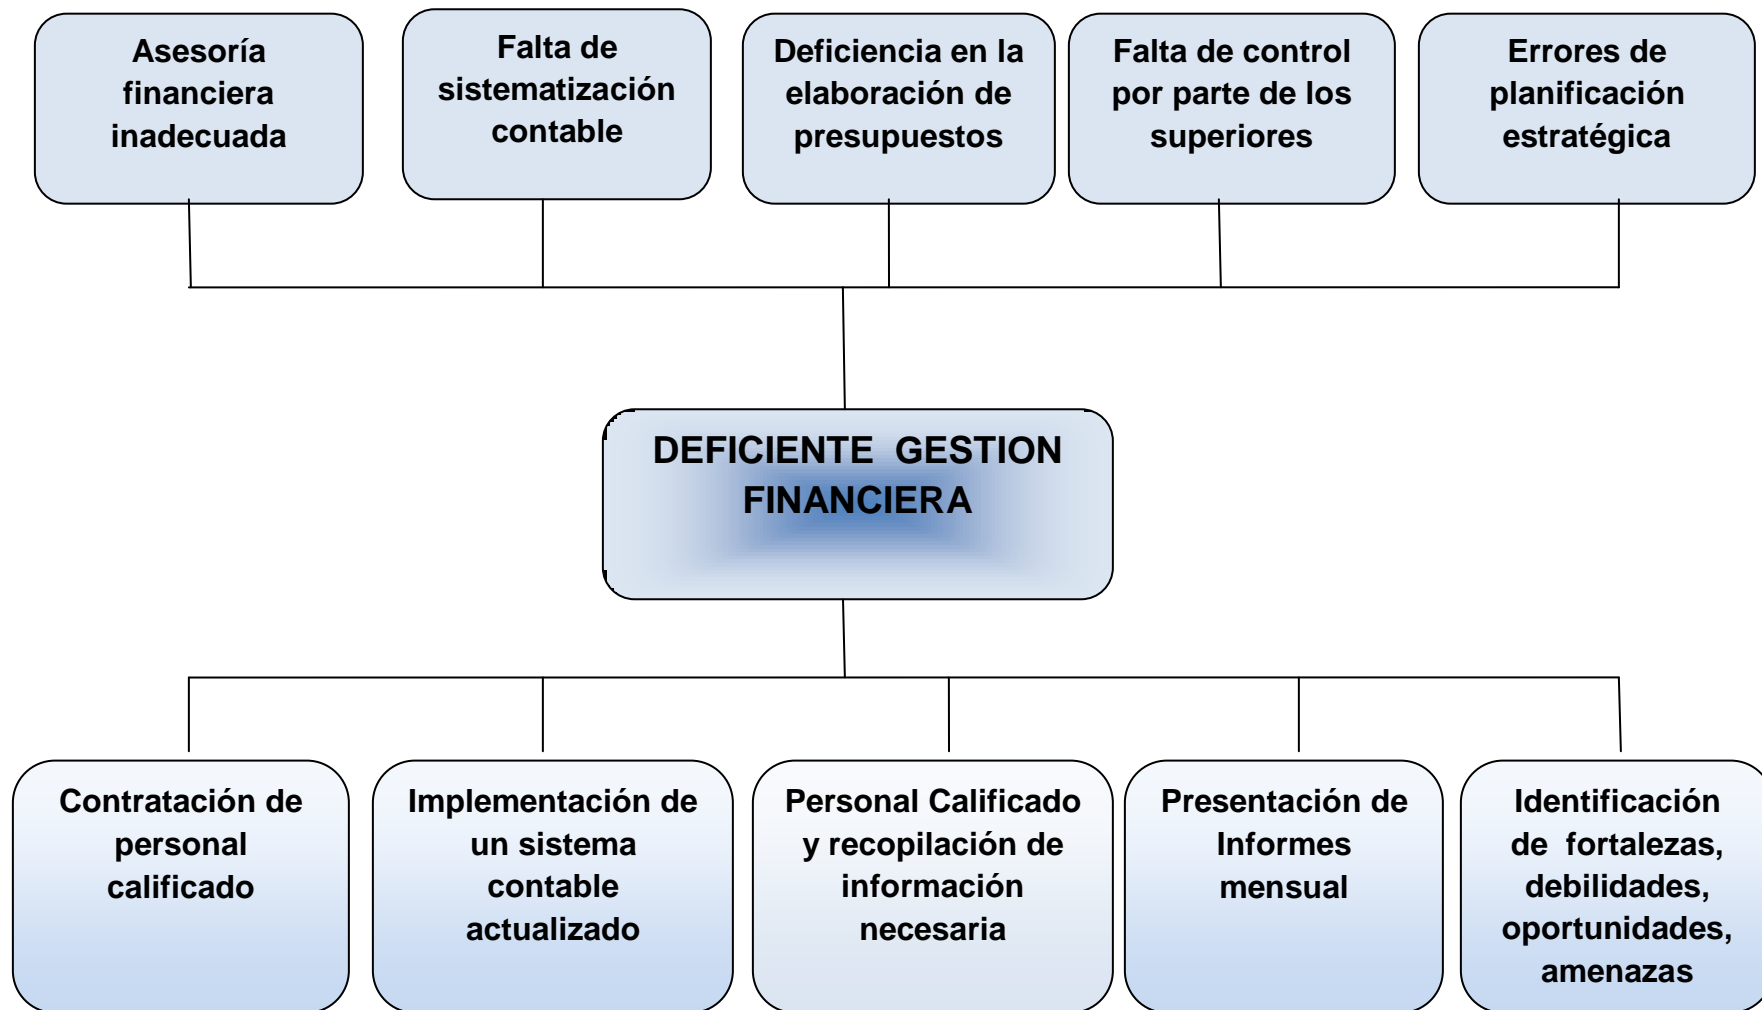 Asesoría
financiera
inadecuada
Falta de
sistematización
contable
Deficiencia en la
elaboración de
presupuestos
Falta de control
por parte de los
superiores
Errores de
planificación
estratégica
DEFICIENTE GESTION
FINANCIERA
Contratación de
personal
calificado
Implementación de
un sistema
contable
actualizado
Personal Calificado
y recopilación de
información
necesaria
Presentación de
Informes
mensual
Identificación
de fortalezas,
debilidades,
oportunidades,
amenazas